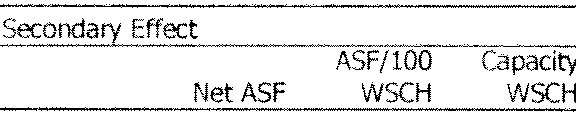 Secondary Effect
ASF/100 Capacity
Net ASF WSCH WSCH